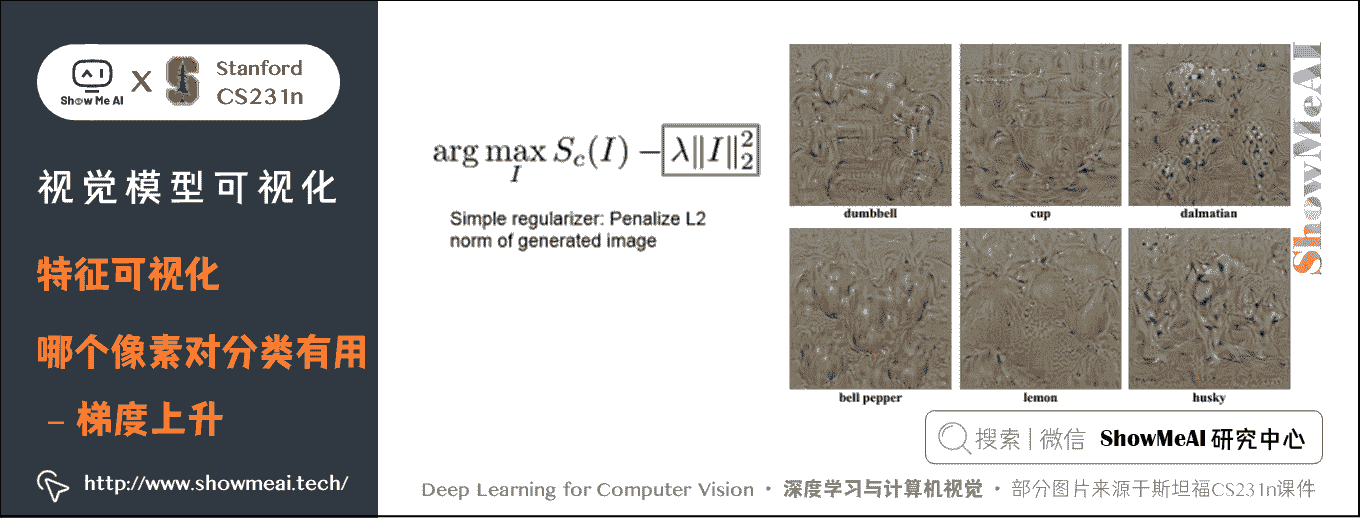 Show Me AI
X
S
Stanford
CS231n
视觉模型可视化
特征可视化
哪个像素对分类有用
– 梯度上升
http://www.showmeai.tech/
arg max S_c(I) − λ‖I‖₂²
I
Simple regularizer: Penalize L2
norm of generated image
dumbbell
cup
dalmatian
bell pepper
lemon
husky
ShowMeAI
搜索 | 微信 ShowMeAI 研究中心
Deep Learning for Computer Vision · 深度学习与计算机视觉 · 部分图片来源于斯坦福CS231n课件